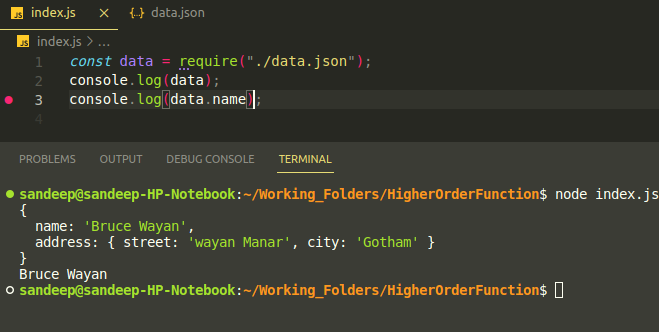 JS index.js × {..} data.json
JS index.js > ...
1 const data = require("./data.json");
2 console.log(data);
3 console.log(data.name);
4
PROBLEMS OUTPUT DEBUG CONSOLE TERMINAL
sandeep@sandeep-HP-Notebook:~/Working_Folders/HigherOrderFunction$ node index.js
{
  name: 'Bruce Wayan',
  address: { street: 'wayan Manar', city: 'Gotham' }
}
Bruce Wayan
sandeep@sandeep-HP-Notebook:~/Working_Folders/HigherOrderFunction$